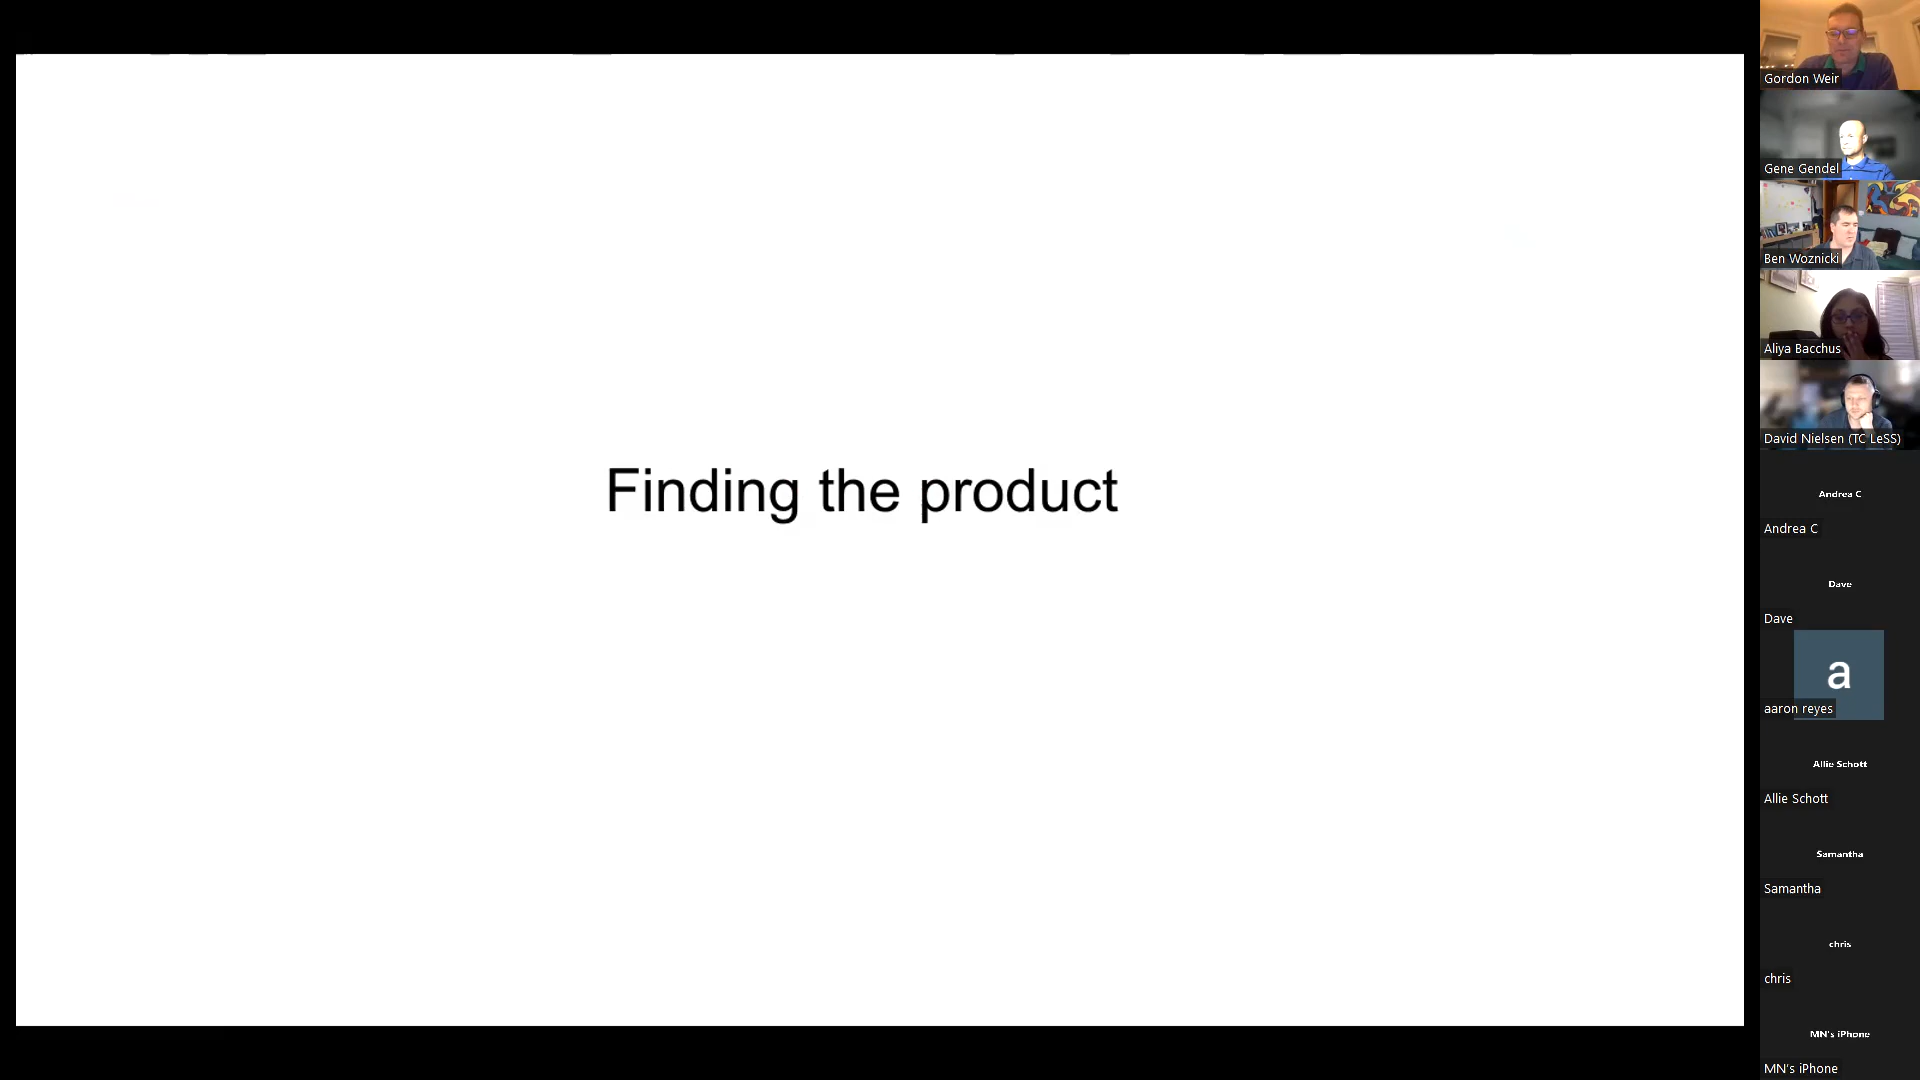 Finding the product
Gordon Weir
Gene Gendel
Ben Woznicki
Aliya Bacchus
David Nielsen (TC LeSS)
Andrea C
Andrea C
Dave
Dave
a
aaron reyes
Allie Schott
Allie Schott
Samantha
Samantha
chris
chris
MN's iPhone
MN's iPhone